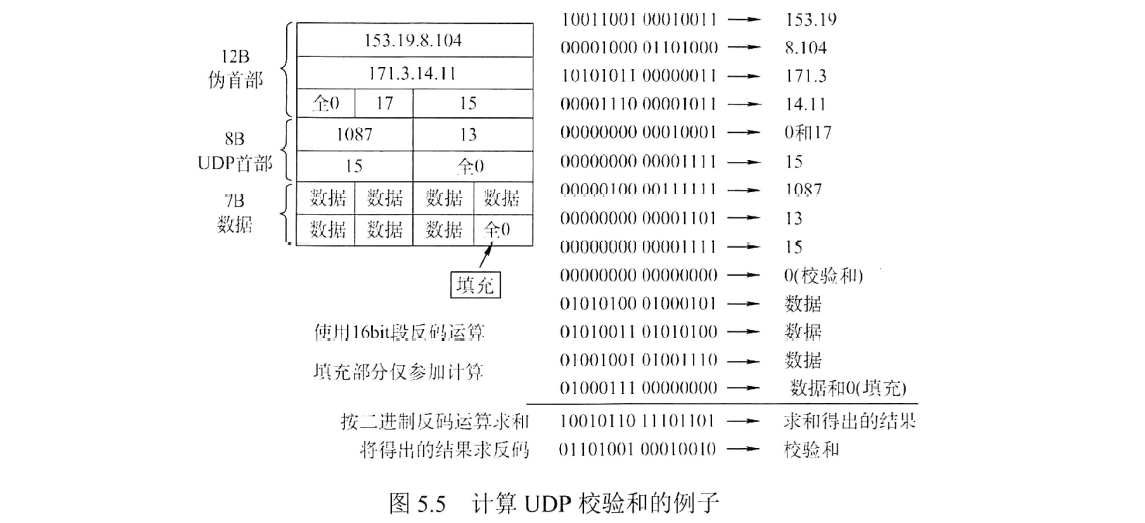 12B
伪首部
153.19.8.104
171.3.14.11
全0 17 15
8B
UDP首部
1087 13
15 全0
7B
数据
数据 数据 数据 数据
数据 数据 数据 全0
填充
使用16bit段反码运算
填充部分仅参加计算
10011001 00010011 → 153.19
00001000 01101000 → 8.104
10101011 00000011 → 171.3
00001110 00001011 → 14.11
00000000 00010001 → 0和17
00000000 00001111 → 15
00000100 00111111 → 1087
00000000 00001101 → 13
00000000 00001111 → 15
00000000 00000000 → 0(校验和)
01010100 01000101 → 数据
01010011 01010100 → 数据
01001001 01001110 → 数据
01000111 00000000 → 数据和0(填充)
按二进制反码运算求和 10010110 11101101 → 求和得出的结果
将得出的结果求反码 01101001 00010010 → 校验和
图 5.5 计算 UDP 校验和的例子